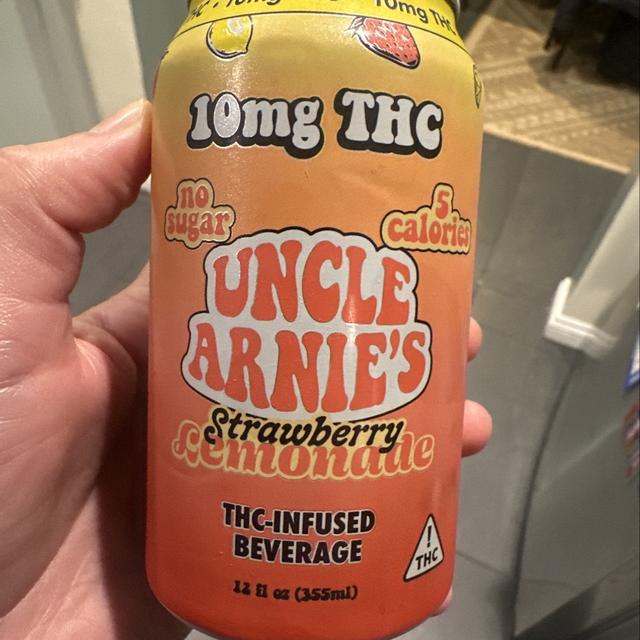 10mg THC
10mg THC
no
sugar
5
calories
UNCLE
ARNIE'S
Strawberry
Lemonade
THC-INFUSED
BEVERAGE
!
THC
12 fl oz (355ml)